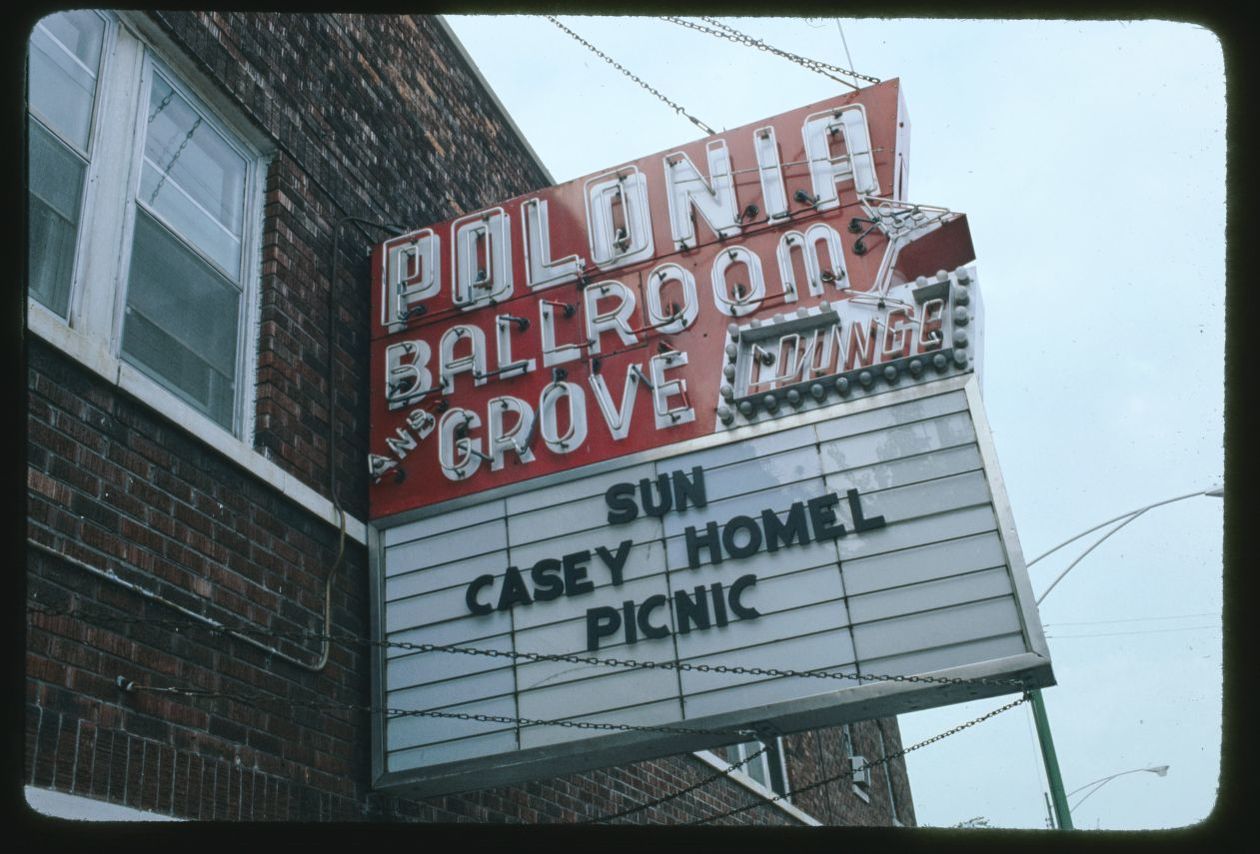 POLONIA
BALLROOM
AND GROVE
LOUNGE
SUN
CASEY HOMEL
PICNIC